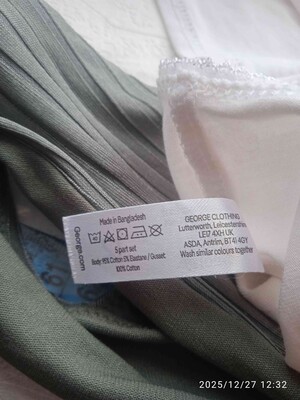 George.com
Made in Bangladesh
5 part set
Body: 95% Cotton 5% Elastane / Gusset:
100% Cotton
GEORGE CLOTHING
Lutterworth, Leicestershire
LE17 4XH UK
ASDA, Antrim, BT41 4GY
Wash similar colours together
2025/12/27 12:32